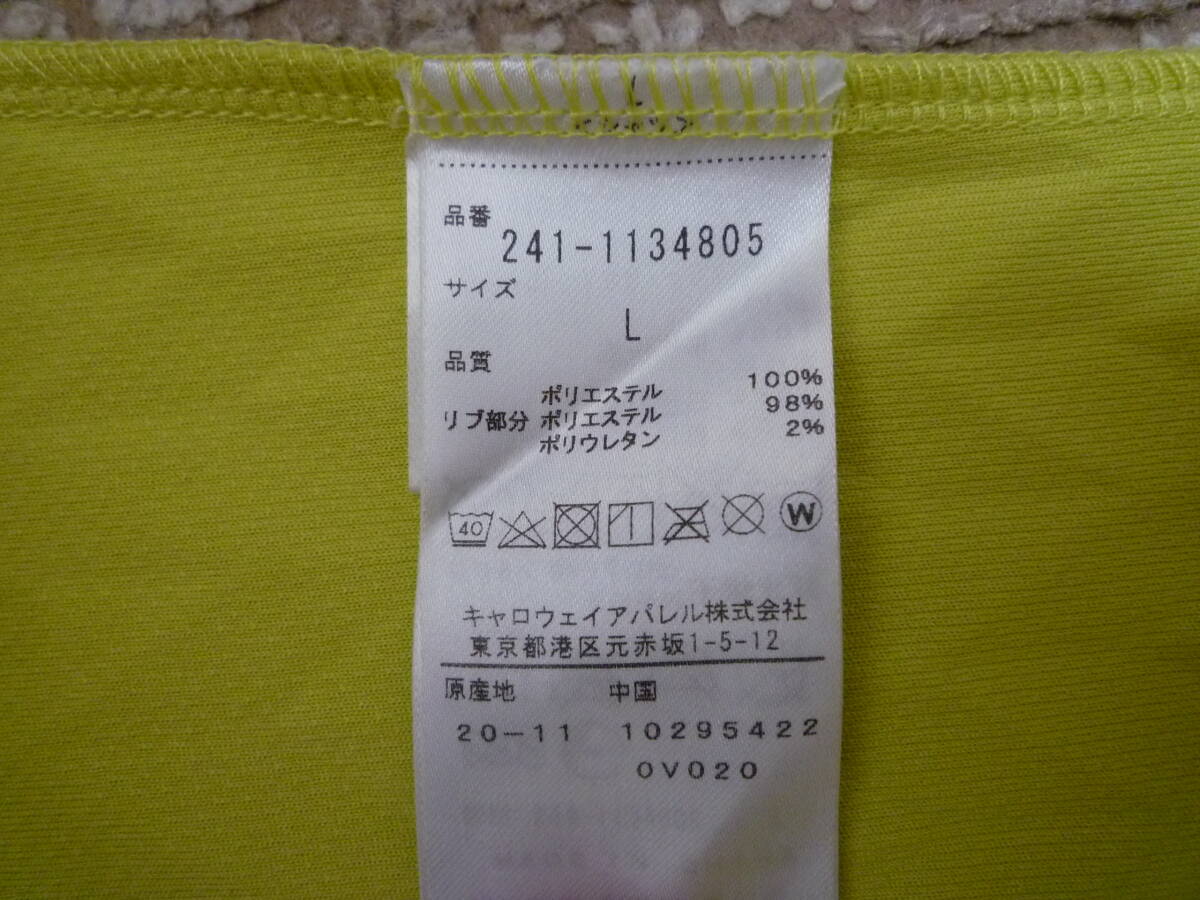 L
品番
241-1134805
サイズ
L
品質
ポリエステル 100%
リブ部分 ポリエステル 98%
ポリウレタン 2%
40
W
キャロウェイアパレル株式会社
東京都港区元赤坂1-5-12
原産地 中国
20-11 10295422
0V020